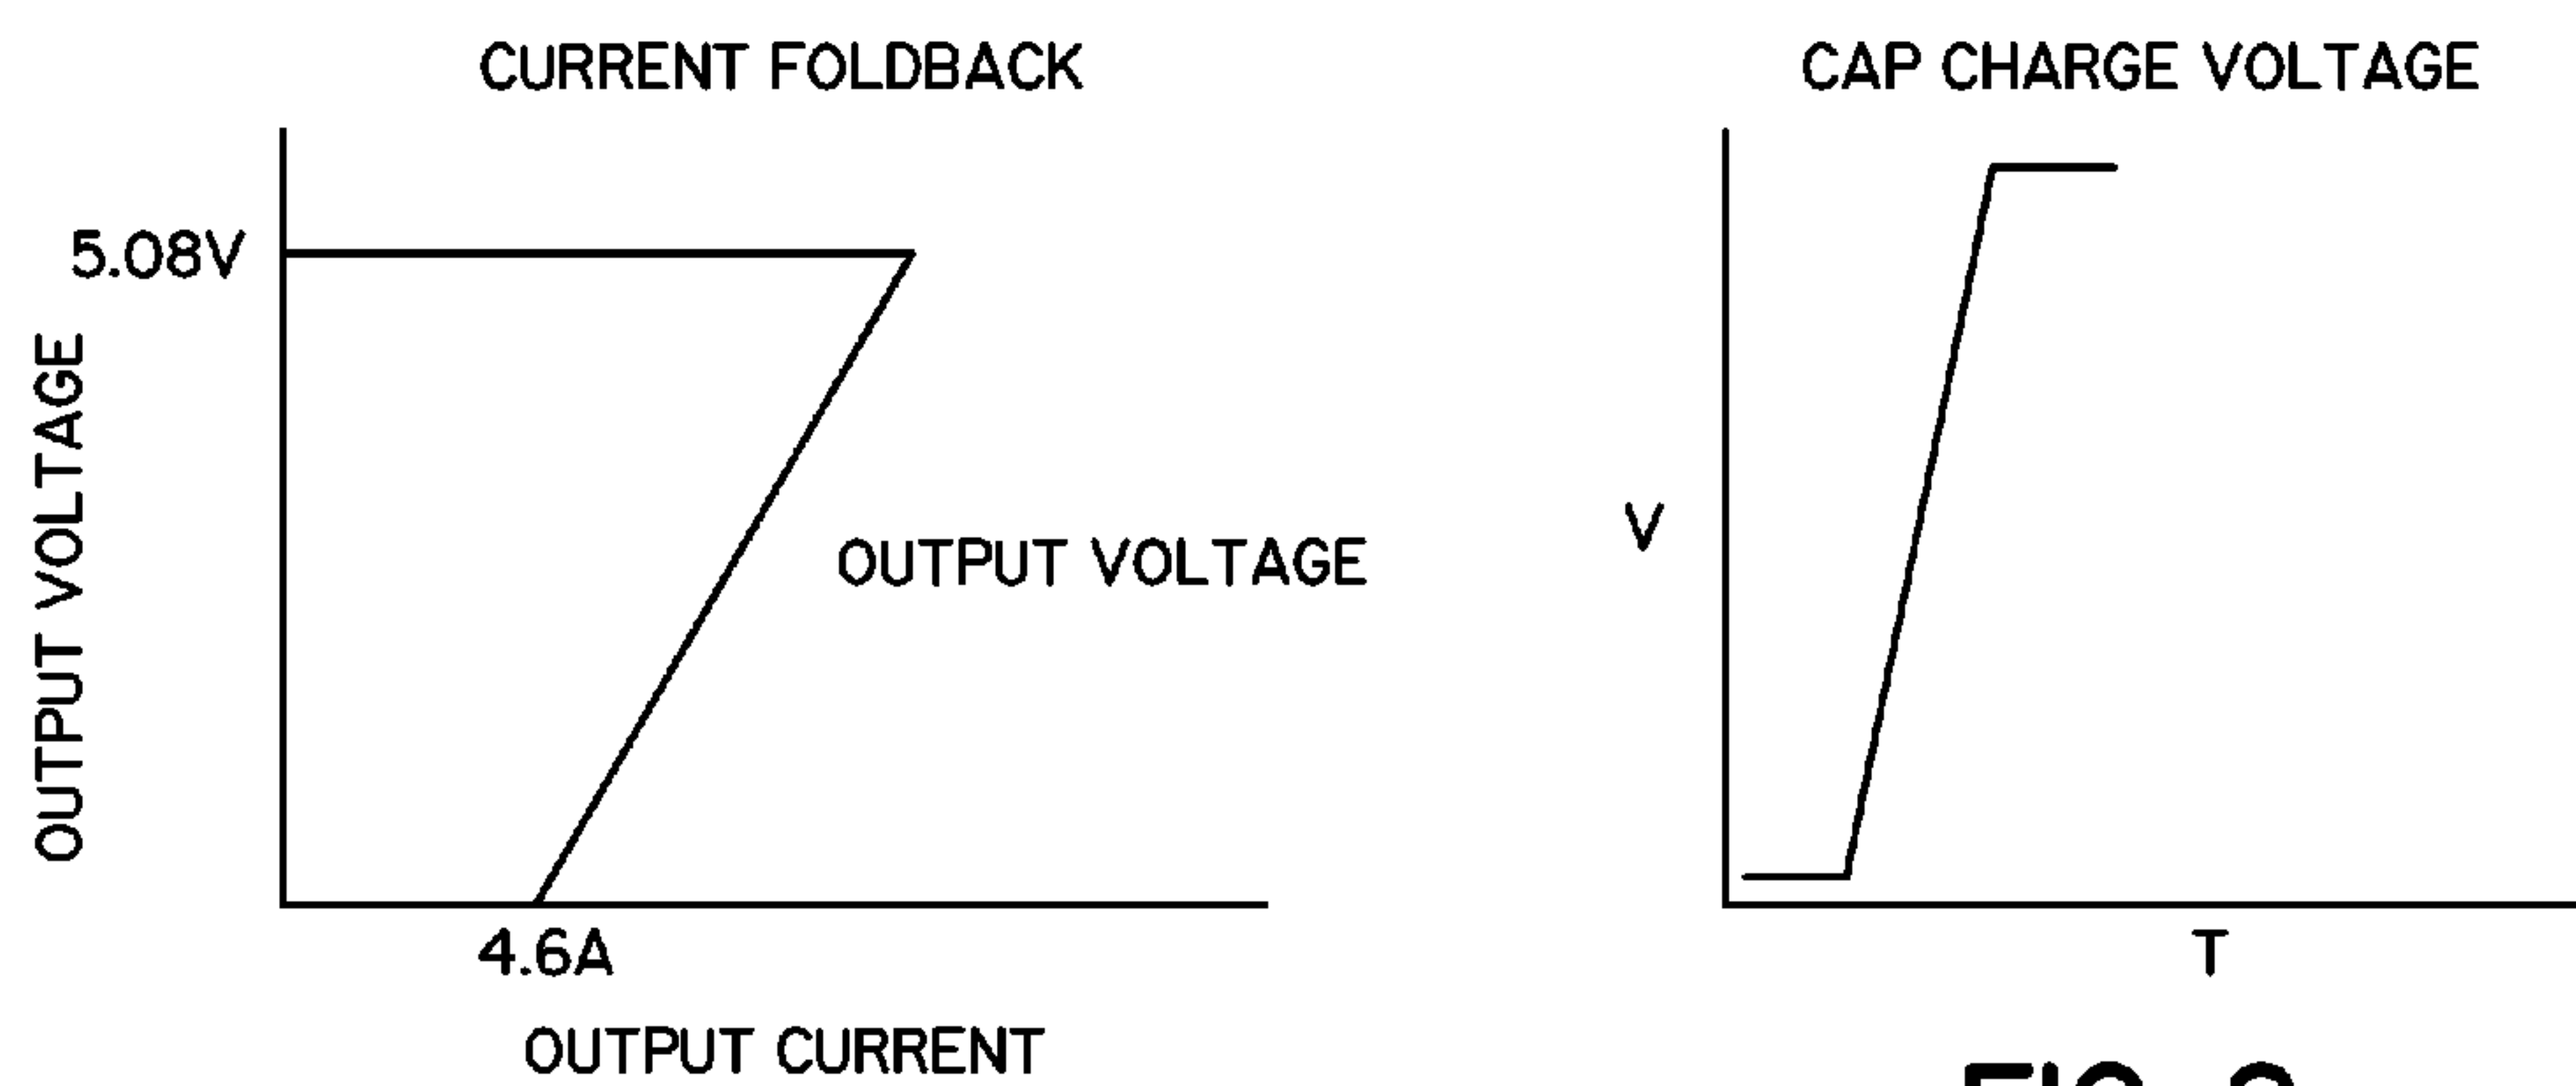 CURRENT FOLDBACK
5.08V
OUTPUT VOLTAGE
OUTPUT VOLTAGE
4.6A
OUTPUT CURRENT
CAP CHARGE VOLTAGE
V
T